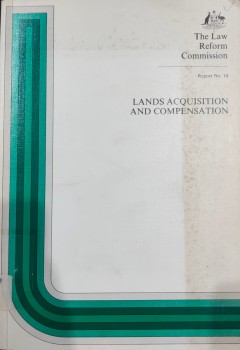 The Law
Reform
Commission
Report No. 14
LANDS ACQUISITION
AND COMPENSATION